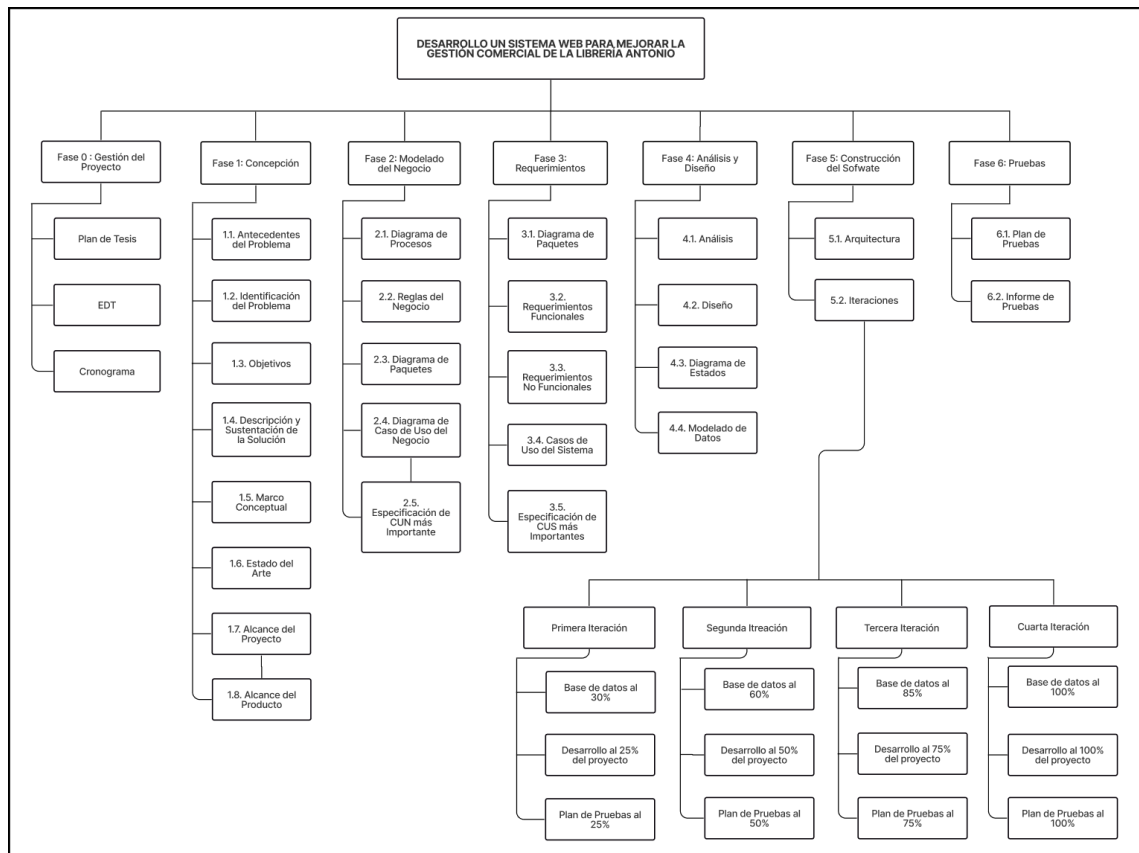 DESARROLLO UN SISTEMA WEB PARA MEJORAR LA
GESTIÓN COMERCIAL DE LA LIBRERÍA ANTONIO
Fase 0 : Gestión del
Proyecto
Plan de Tesis
EDT
Cronograma
Fase 1: Concepción
1.1. Antecedentes
del Problema
1.2. Identificación
del Problema
1.3. Objetivos
1.4. Descripción y
Sustentación de
la Solución
1.5. Marco
Conceptual
1.6. Estado del
Arte
1.7. Alcance del
Proyecto
1.8. Alcance del
Producto
Fase 2: Modelado
del Negocio
2.1. Diagrama de
Procesos
2.2. Reglas del
Negocio
2.3. Diagrama de
Paquetes
2.4. Diagrama de
Caso de Uso del
Negocio
2.5.
Especificación de
CUN más
Importante
Fase 3:
Requerimientos
3.1. Diagrama de
Paquetes
3.2.
Requerimientos
Funcionales
3.3.
Requerimientos
No Funcionales
3.4. Casos de
Uso del Sistema
3.5.
Especificación de
CUS más
Importantes
Fase 4: Análisis y
Diseño
4.1. Análisis
4.2. Diseño
4.3. Diagrama de
Estados
4.4. Modelado de
Datos
Fase 5: Construcción
del Sofwate
5.1. Arquitectura
5.2. Iteraciones
Primera Iteración
Base de datos al
30%
Desarrollo al 25%
del proyecto
Plan de Pruebas al
25%
Segunda Itreación
Base de datos al
60%
Desarrollo al 50%
del proyecto
Plan de Pruebas al
50%
Tercera Iteración
Base de datos al
85%
Desarrollo al 75%
del proyecto
Plan de Pruebas al
75%
Cuarta Iteración
Base de datos al
100%
Desarrollo al 100%
del proyecto
Plan de Pruebas al
100%
Fase 6: Pruebas
6.1. Plan de
Pruebas
6.2. Informe de
Pruebas